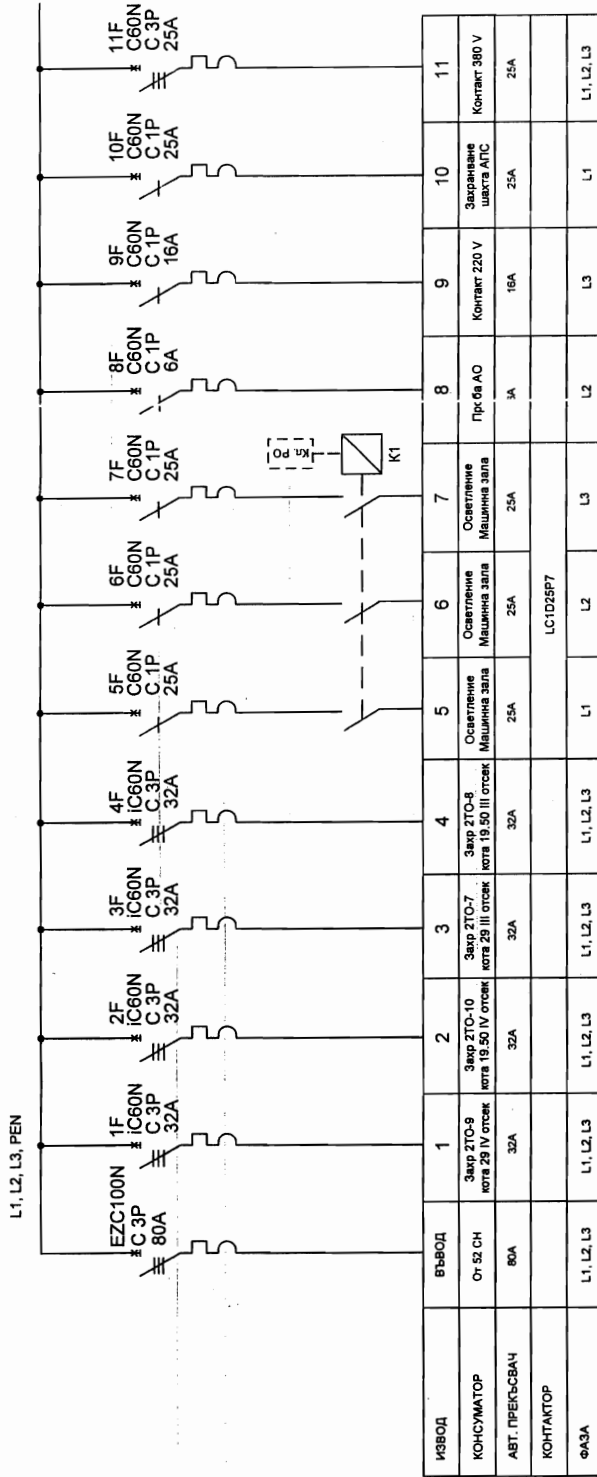 L1, L2, L3, PEN
EZC100N
C 3P
80A
1F
iC60N
C 3P
32A
2F
iC60N
C 3P
32A
3F
iC60N
C 3P
32A
4F
iC60N
C 3P
32A
5F
C60N
C 1P
25A
6F
C60N
C 1P
25A
7F
C60N
C 1P
25A
8F
C60N
C 1P
6A
9F
C60N
C 1P
16A
10F
C60N
C 1P
25A
11F
C60N
C 3P
25A
Кл. РО
K1
ИЗВОД
ВЪВОД
1
2
3
4
5
6
7
8
9
10
11
КОНСУМАТОР
От 52 СН
Захр 2ТО-9
кота 29 IV отсек
Захр 2ТО-10
кота 19.50 IV отсек
Захр 2ТО-7
кота 29 III отсек
Захр 2ТО-8
кота 19.50 III отсек
Осветление
Машинна зала
Осветление
Машинна зала
Осветление
Машинна зала
АО
Контакт 220 V
Захранване
шахта АПС
Контакт 380 V
АВТ. ПРЕКЪСВАЧ
80A
32A
32A
32A
32A
25A
25A
25A
16A
25A
25A
КОНТАКТОР
LC1D25P7
ФАЗА
L1, L2, L3
L1, L2, L3
L1, L2, L3
L1, L2, L3
L1, L2, L3
L1
L2
L3
L2
L3
L1
L1, L2, L3